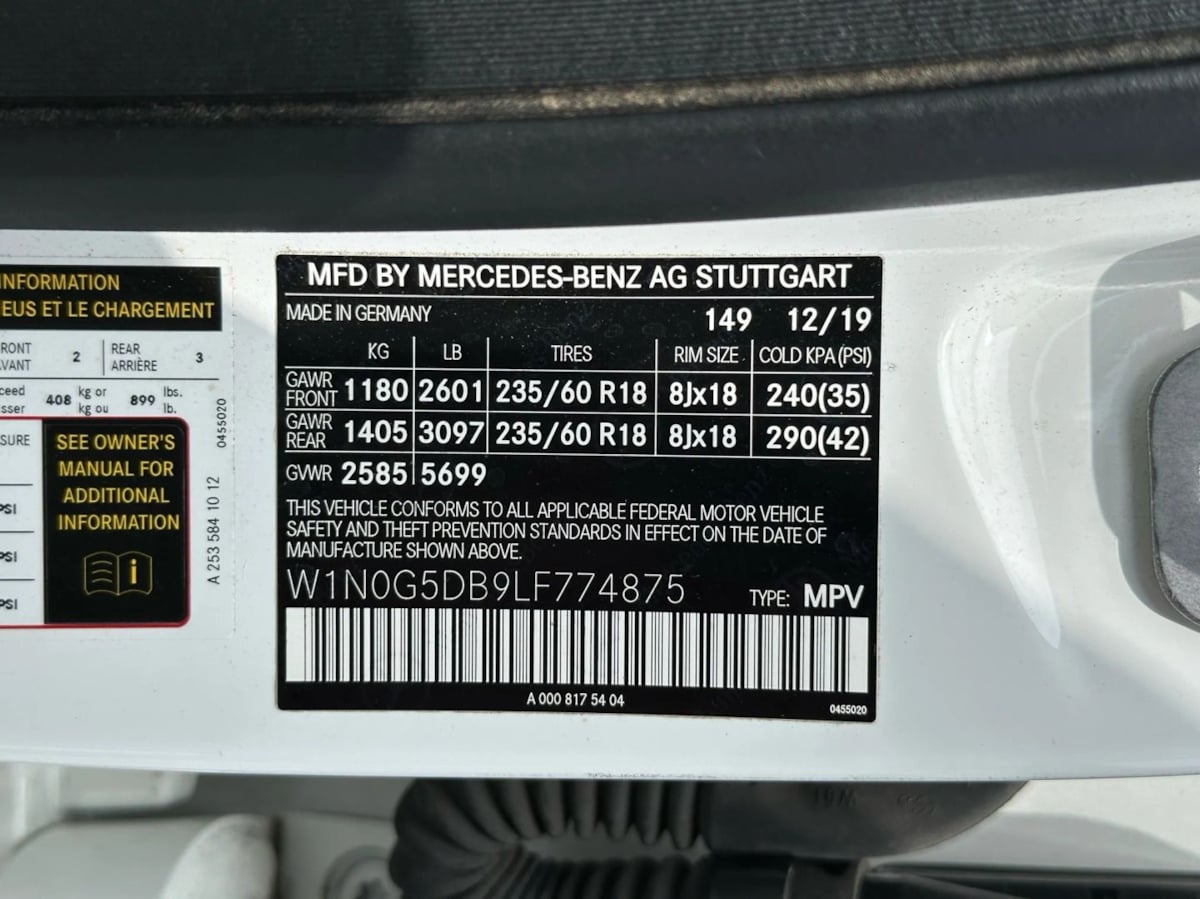 INFORMATION
EUS ET LE CHARGEMENT
RONT
VANT
2
REAR
ARRIÈRE
3
ceed
sser
408
kg or
kg ou
899
lbs.
lb.
SURE
PSI
PSI
PSI
SEE OWNER'S
MANUAL FOR
ADDITIONAL
INFORMATION
i
A 253 584 10 12
0455020
MFD BY MERCEDES-BENZ AG STUTTGART
MADE IN GERMANY 149 12/19
KG LB TIRES RIM SIZE COLD KPA (PSI)
GAWR FRONT 1180 2601 235/60 R18 8Jx18 240(35)
GAWR REAR 1405 3097 235/60 R18 8Jx18 290(42)
GVWR 2585 5699
THIS VEHICLE CONFORMS TO ALL APPLICABLE FEDERAL MOTOR VEHICLE
SAFETY AND THEFT PREVENTION STANDARDS IN EFFECT ON THE DATE OF
MANUFACTURE SHOWN ABOVE.
W1N0G5DB9LF774875 TYPE: MPV
A 000 817 54 04
0455020